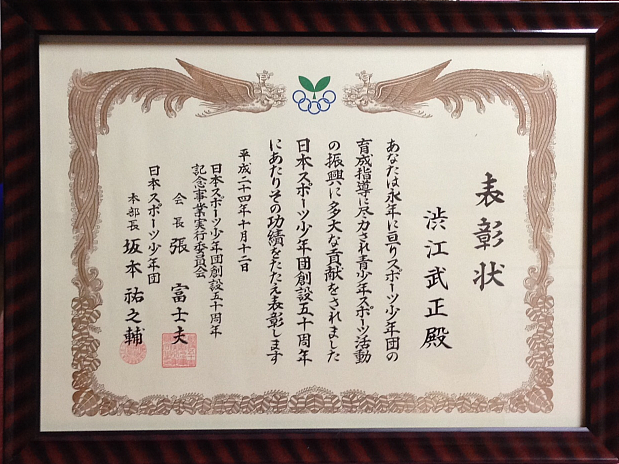 表彰状
渋江武正殿
あなたは永年に亘りスポーツ少年団の
育成指導に尽力され青少年スポーツ活動
の振興に多大な貢献をされました
日本スポーツ少年団創設五十周年
にあたりその功績をたたえ表彰します
平成二十四年十月十二日
日本スポーツ少年団創設五十周年
記念事業実行委員会
会長 張 富士夫
日本スポーツ少年団
本部長 坂本祐之輔